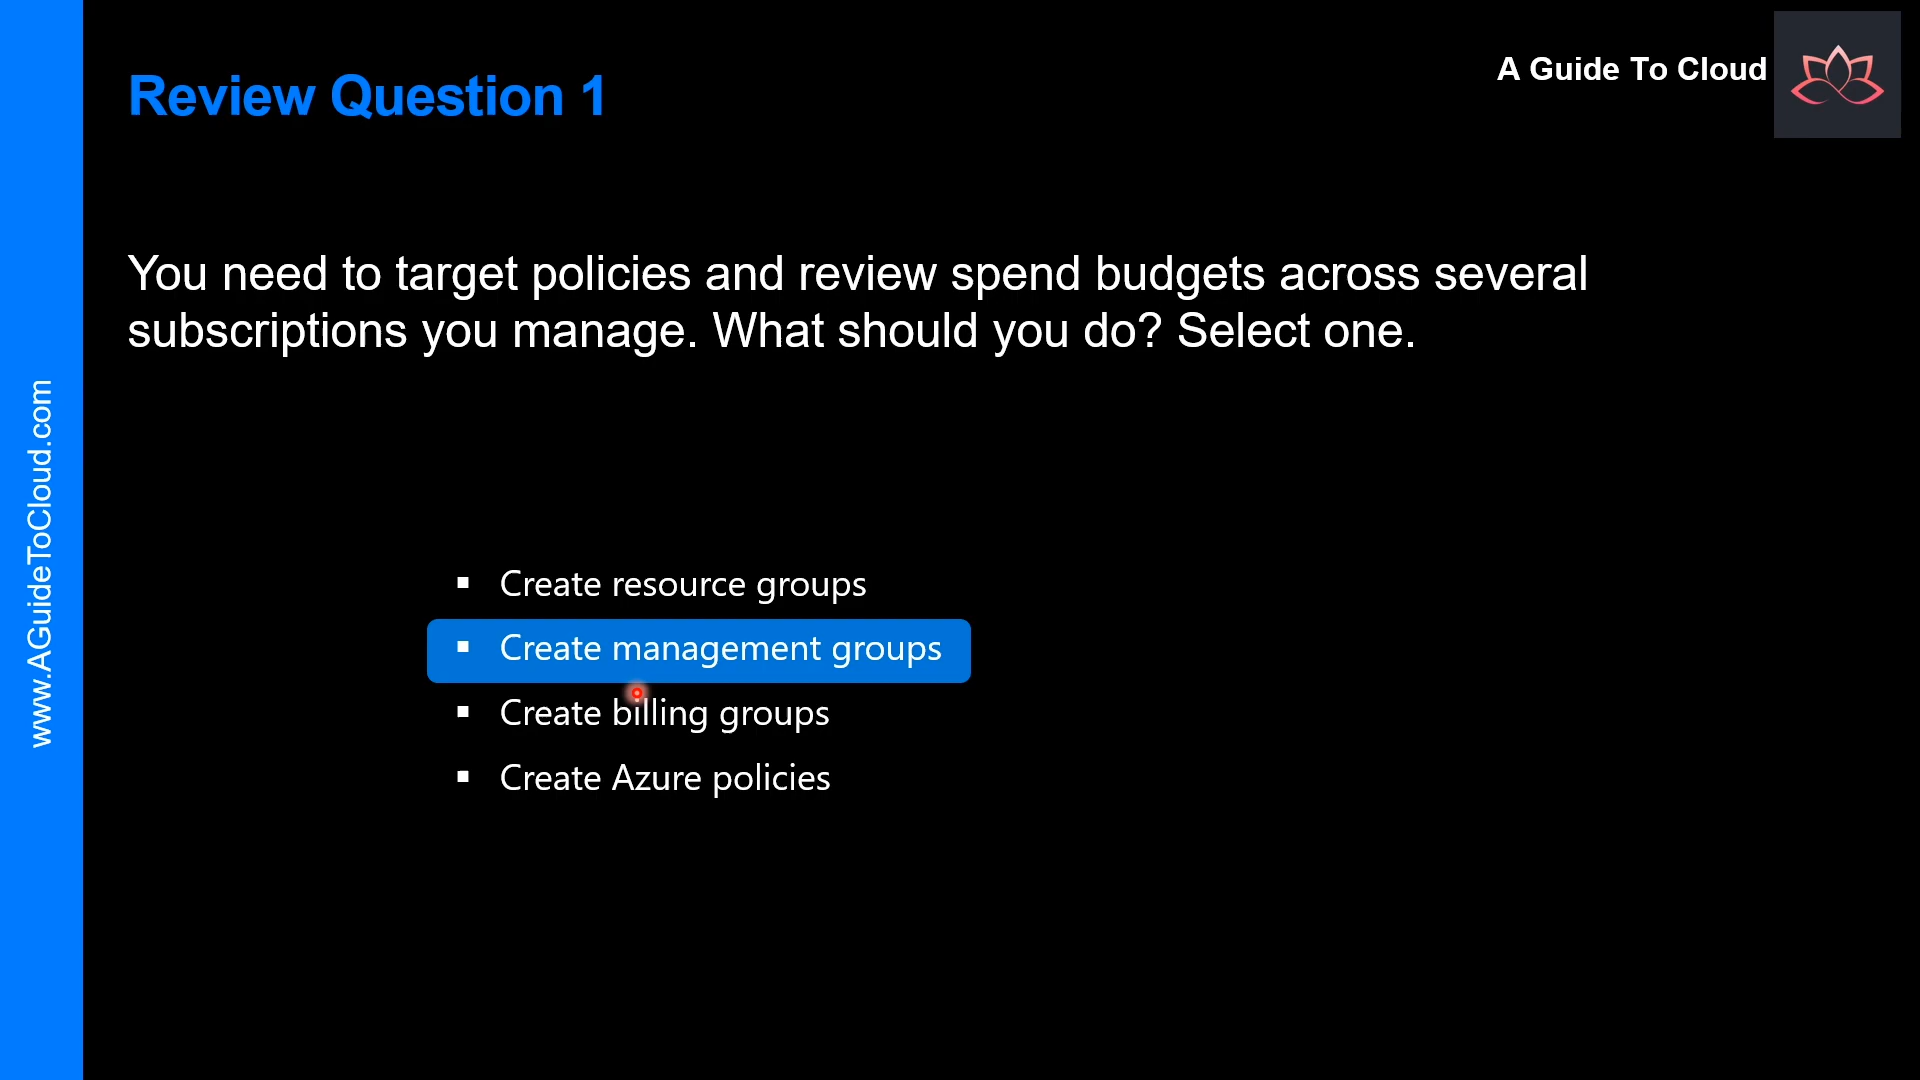 A Guide To Cloud
Review Question 1
You need to target policies and review spend budgets across several
subscriptions you manage. What should you do? Select one.
▪ Create resource groups
▪ Create management groups
▪ Create billing groups
▪ Create Azure policies
www.AGuideToCloud.com